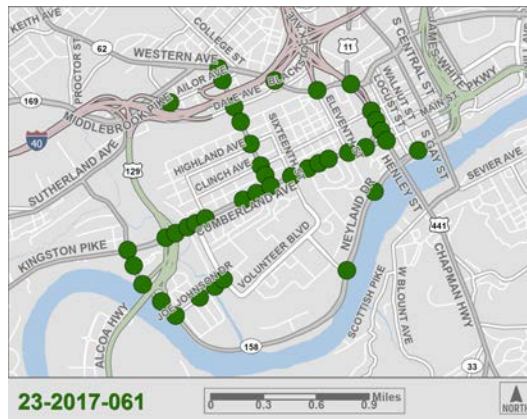 KEITH AVE
62
COLLEGE ST
11
WESTERN AVE
PROCTOR ST
S CENTRAL ST
JAMES WHITE PKWY
AILOR AVE
BLACKSTOCK
169
MIDDLEBROOK PIKE
DALE AVE
WALNUT ST
LOCUST ST
MAIN ST
40
SUTHERLAND AVE
HIGHLAND AVE
SIXTEENTH
ELEVENTH
S GAY ST
129
CLINCH AVE
SEVIER AVE
CUMBERLAND AVE
HENLEY ST
KINGSTON PIKE
NEYLAND DR
VOLUNTEER BLVD
441
JOE JOHNSON DR
SCOTTISH PIKE
W BLOUNT AVE
CHAPMAN HWY
ALCOA HWY
158
33
23-2017-061
Miles
0 0.3 0.6 0.9
NORTH